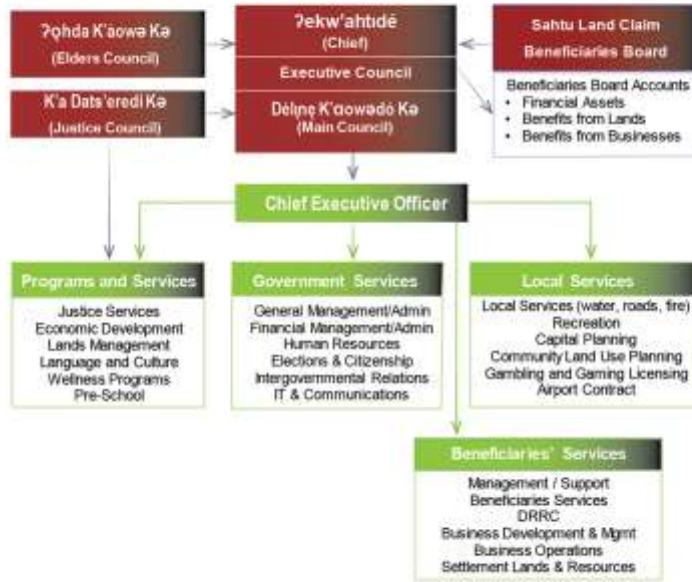 Ɂǫhda K'áowǝ Kǝ
(Elders Council)
K'a Dats'eredi Kǝ
(Justice Council)
Ɂekw'ahtıdé
(Chief)
Executive Council
Délı̨nę K'aowǝdó Kǝ
(Main Council)
Sahtu Land Claim
Beneficiaries Board
Beneficiaries Board Accounts
• Financial Assets
• Benefits from Lands
• Benefits from Businesses
Chief Executive Officer
Programs and Services
Justice Services
Economic Development
Lands Management
Language and Culture
Wellness Programs
Pre-School
Government Services
General Management/Admin
Financial Management/Admin
Human Resources
Elections & Citizenship
Intergovernmental Relations
IT & Communications
Local Services
Local Services (water, roads, fire)
Recreation
Capital Planning
Community Land Use Planning
Gambling and Gaming Licensing
Airport Contract
Beneficiaries' Services
Management / Support
Beneficiaries Services
DRRC
Business Development & Mgmt
Business Operations
Settlement Lands & Resources